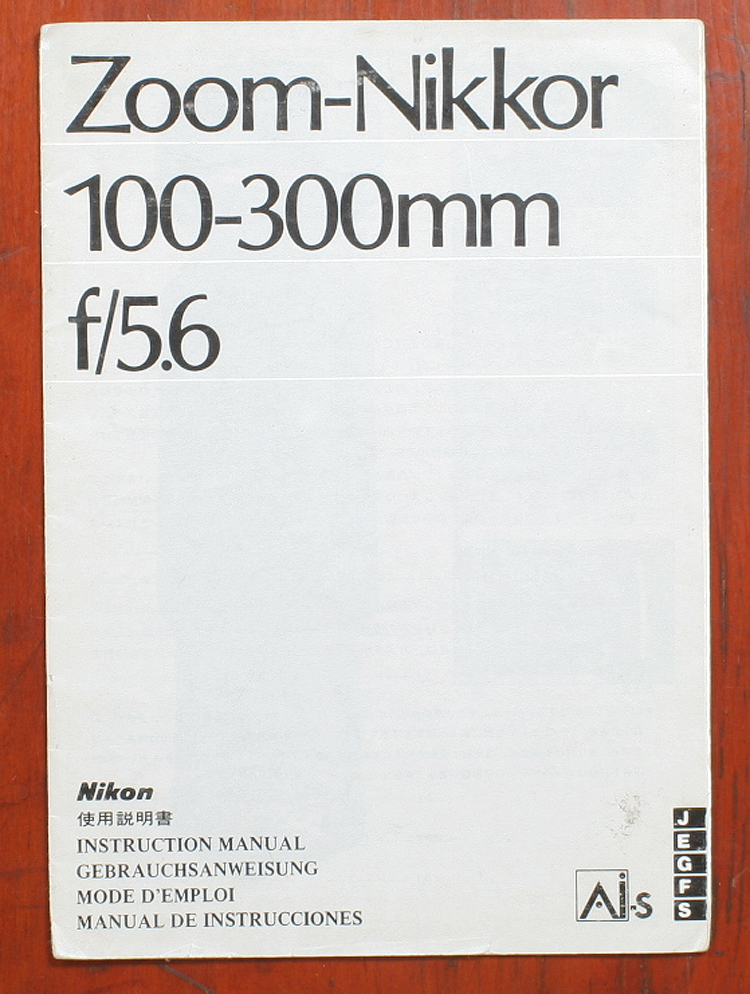 Zoom-Nikkor
100-300mm
f/5.6
Nikon
使用説明書
INSTRUCTION MANUAL
GEBRAUCHSANWEISUNG
MODE D'EMPLOI
MANUAL DE INSTRUCCIONES
Ai-s
J
E
G
F
S